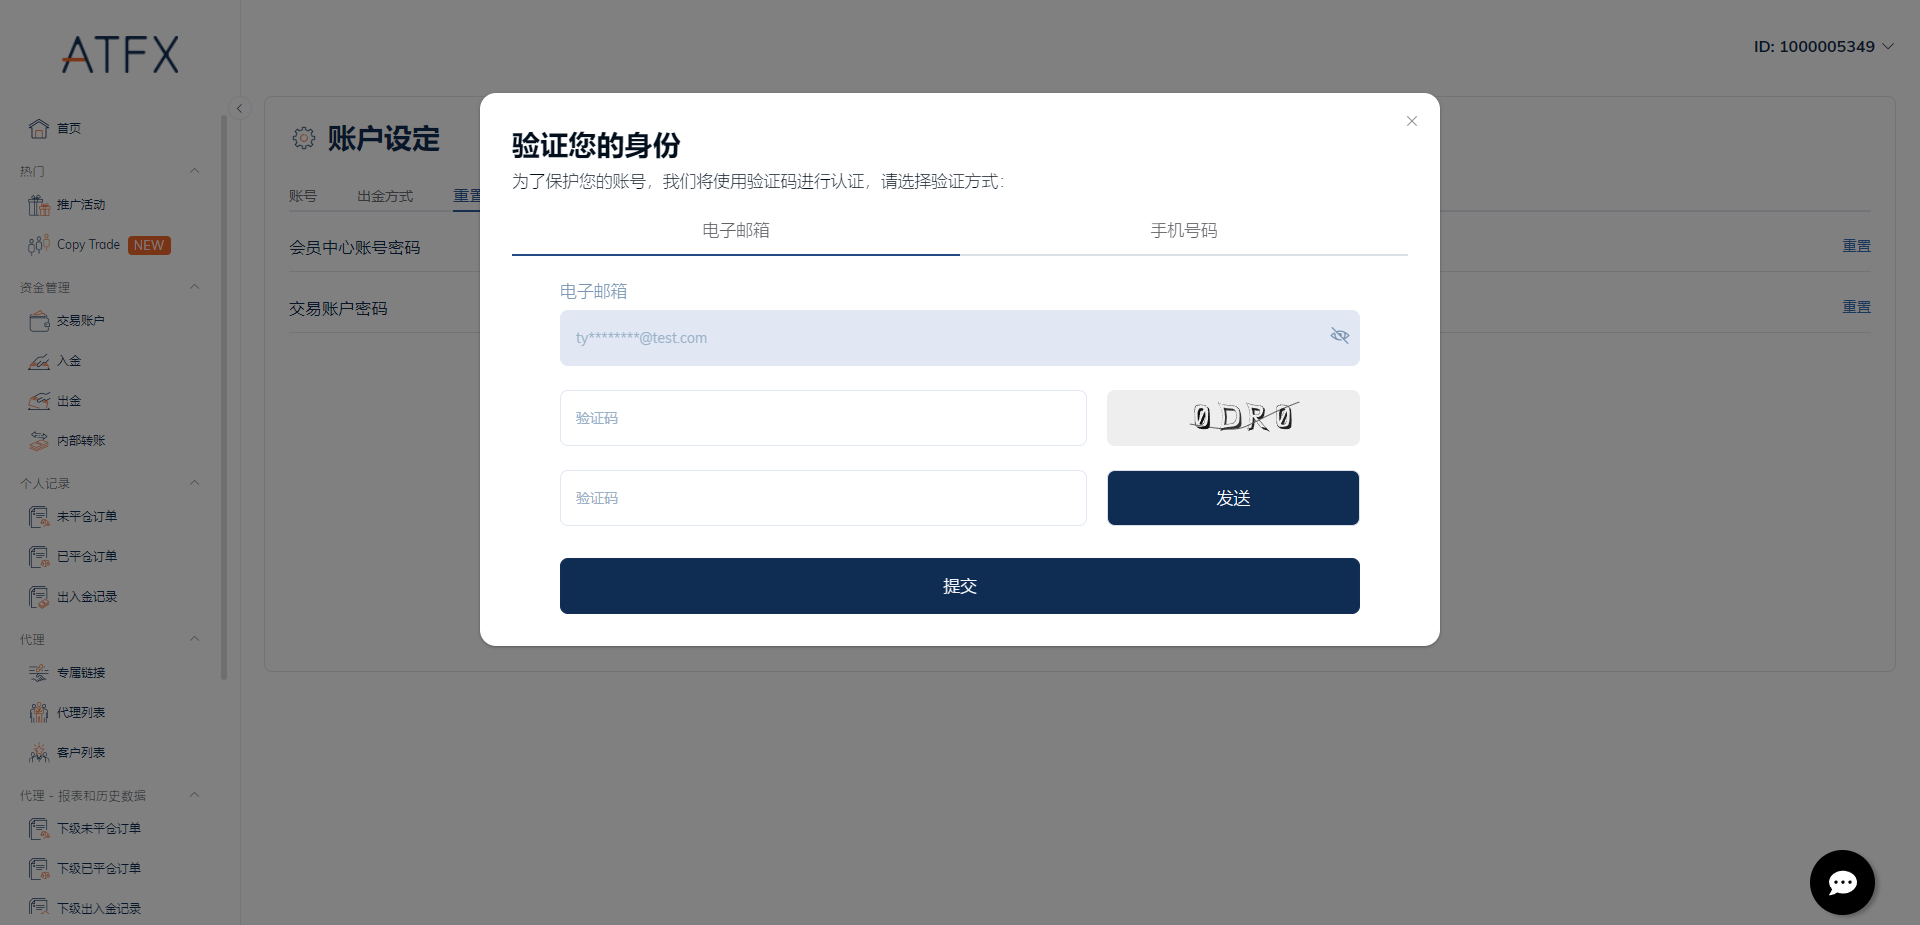 ATFX
ID: 1000005349
首页
热门
推广活动
Copy Trade NEW
资金管理
交易账户
入金
出金
内部转账
个人记录
未平仓订单
已平仓订单
出入金记录
代理
专属链接
代理列表
客户列表
代理 - 报表和历史数据
下级未平仓订单
下级已平仓订单
下级出入金记录
账户设定
账号 出金方式 重置
会员中心账号密码 重置
交易账户密码 重置
验证您的身份
为了保护您的账号，我们将使用验证码进行认证，请选择验证方式：
电子邮箱 手机号码
电子邮箱
ty********@test.com
验证码 0DR0
验证码 发送
提交